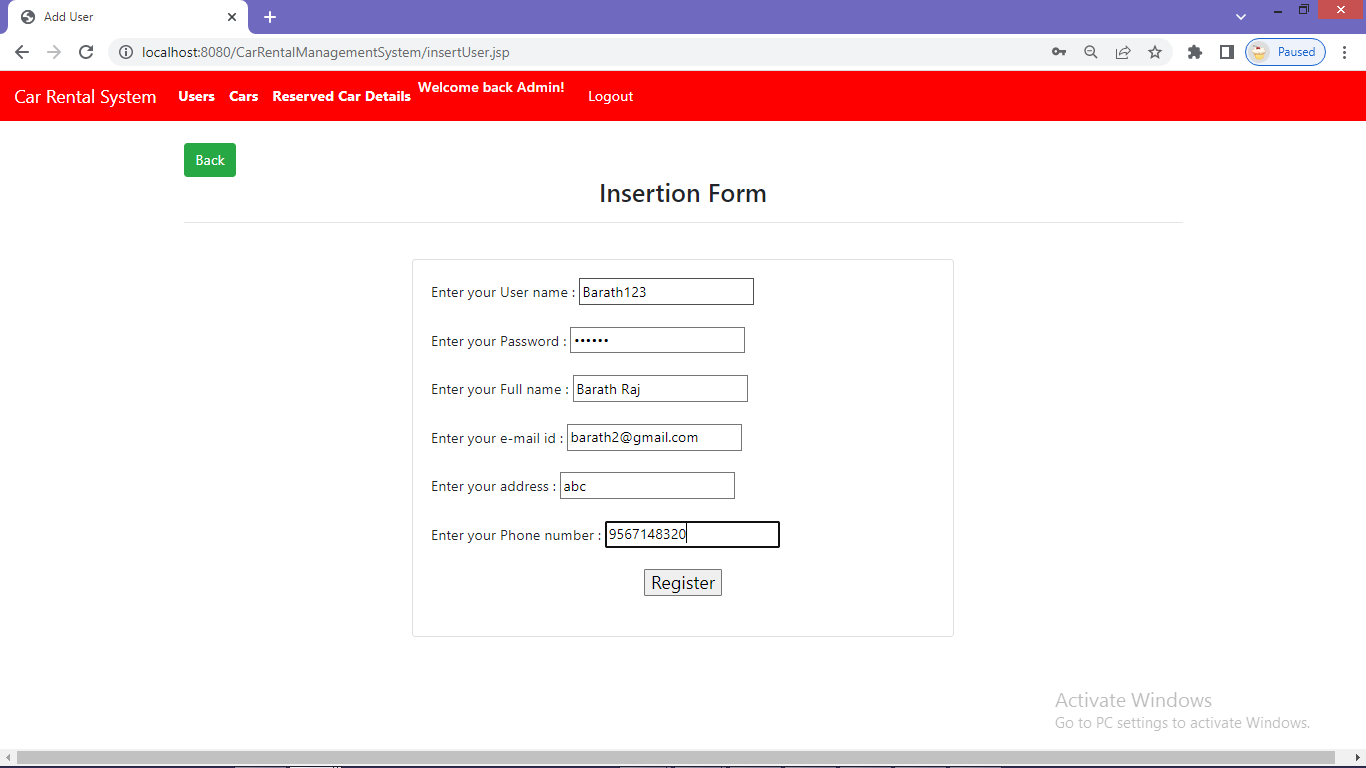 Add User
localhost:8080/CarRentalManagementSystem/insertUser.jsp
Paused
Car Rental System Users Cars Reserved Car Details Welcome back Admin! Logout
Back
Insertion Form
Enter your User name : Barath123
Enter your Password : ••••••
Enter your Full name : Barath Raj
Enter your e-mail id : barath2@gmail.com
Enter your address : abc
Enter your Phone number : 9567148320
Register
Activate Windows
Go to PC settings to activate Windows.